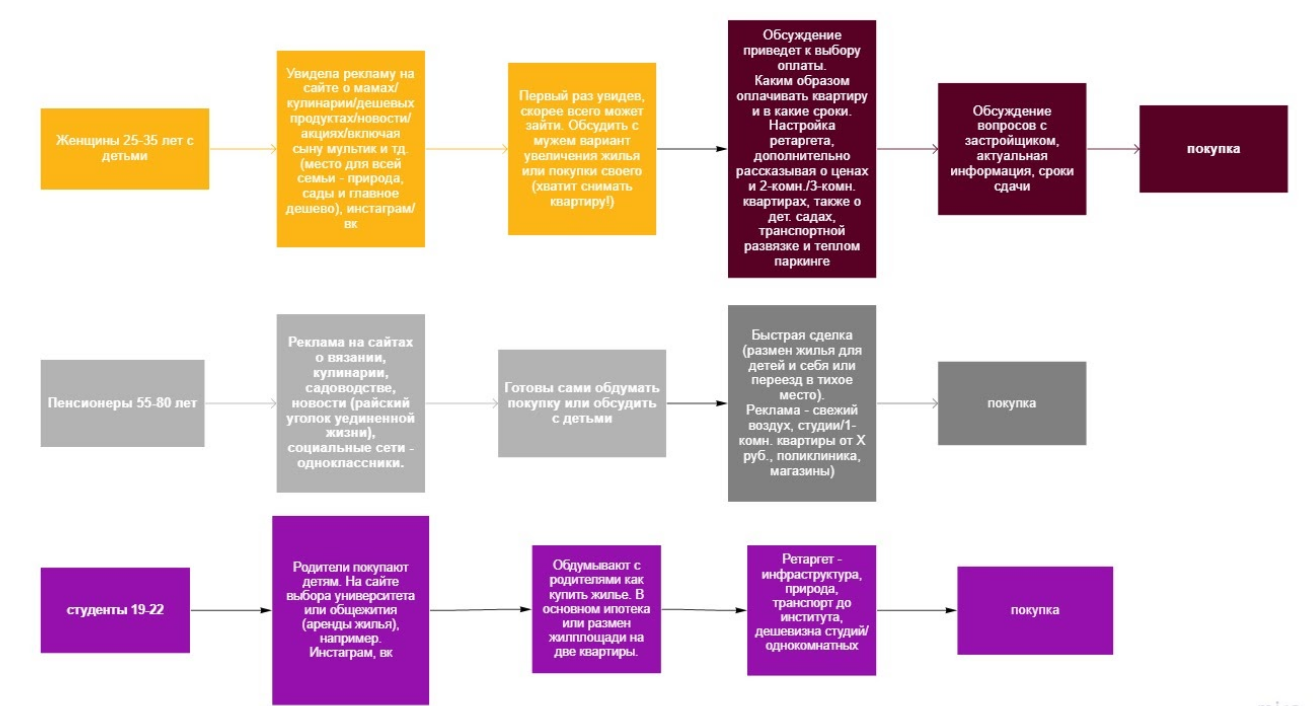 Женщины 25-35 лет с
детьми
Увидела рекламу на
сайте о мамах/
кулинарии/дешевых
продуктах/новости/
акциях/включая
сыну мультик и тд.
(место для всей
семьи - природа,
сады и главное
дешево), инстаграм/
вк
Первый раз увидев,
скорее всего может
зайти. Обсудить с
мужем вариант
увеличения жилья
или покупки своего
(хватит снимать
квартиру!)
Обсуждение
приведет к выбору
оплаты.
Каким образом
оплачивать квартиру
и в какие сроки.
Настройка
ретаргета,
дополнительно
рассказывая о ценах
и 2-комн./3-комн.
квартирах, также о
дет. садах,
транспортной
развязке и теплом
паркинге
Обсуждение
вопросов с
застройщиком,
актуальная
информация, сроки
сдачи
покупка
Пенсионеры 55-80 лет
Реклама на сайтах
о вязании,
кулинарии,
садоводстве,
новости (райский
уголок уединенной
жизни),
социальные сети -
одноклассники.
Готовы сами обдумать
покупку или обсудить
с детьми
Быстрая сделка
(размен жилья для
детей и себя или
переезд в тихое
место).
Реклама - свежий
воздух, студии/1-
комн. квартиры от X
руб., поликлиника,
магазины)
покупка
студенты 19-22
Родители покупают
детям. На сайте
выбора университета
или общежития
(аренды жилья),
например.
Инстаграм, вк
Обдумывают с
родителями как
купить жилье. В
основном ипотека
или размен
жилплощади на
две квартиры.
Ретаргет -
инфраструктура,
природа,
транспорт до
института,
дешевизна студий/
однокомнатных
покупка